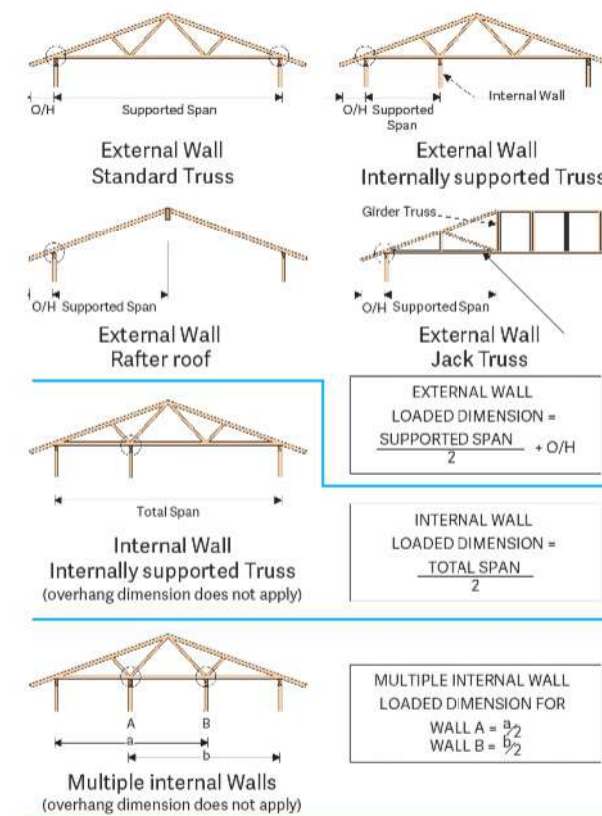 O/H Supported Span
External Wall
Standard Truss
O/H Supported
Span
Internal Wall
External Wall
Internally supported Truss
O/H Supported Span
External Wall
Rafter roof
Girder Truss
O/H Supported Span
External Wall
Jack Truss
EXTERNAL WALL
LOADED DIMENSION =
SUPPORTED SPAN
2
+ O/H
Total Span
Internal Wall
Internally supported Truss
(overhang dimension does not apply)
INTERNAL WALL
LOADED DIMENSION =
TOTAL SPAN
2
A B
a
b
Multiple internal Walls
(overhang dimension does not apply)
MULTIPLE INTERNAL WALL
LOADED DIMENSION FOR
WALL A = a/2
WALL B = b/2